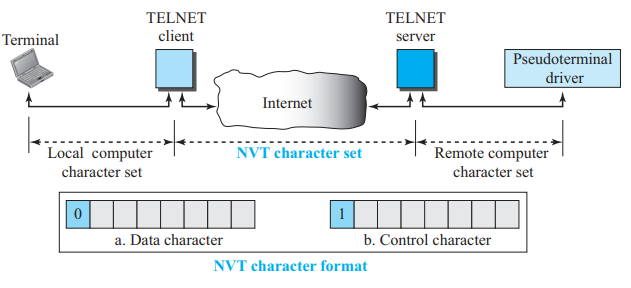 Terminal
TELNET
client
TELNET
server
Pseudoterminal
driver
Internet
Local computer
character set
NVT character set
Remote computer
character set
0
1
a. Data character
b. Control character
NVT character format